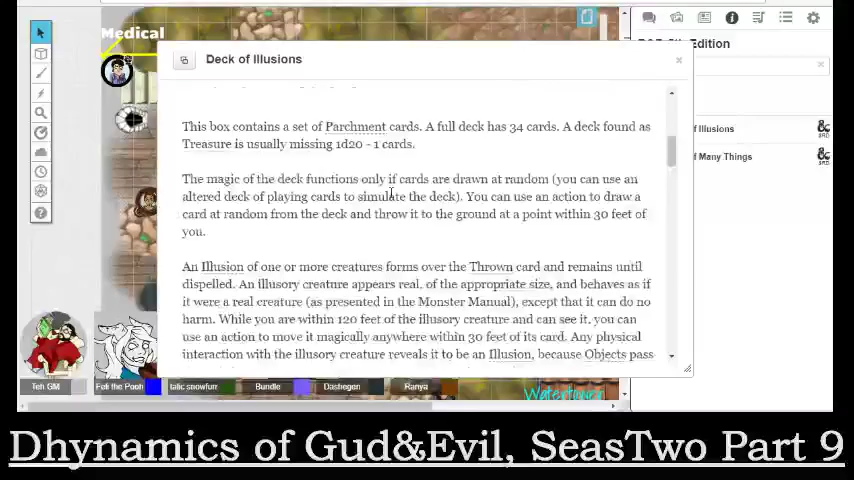 Medical
Deck of Illusions
Edition
This box contains a set of Parchment cards. A full deck has 34 cards. A deck found as
Treasure is usually missing 1d20 - 1 cards.
The magic of the deck functions only if cards are drawn at random (you can use an
altered deck of playing cards to simulate the deck). You can use an action to draw a
card at random from the deck and throw it to the ground at a point within 30 feet of
you.
An Illusion of one or more creatures forms over the Thrown card and remains until
dispelled. An illusory creature appears real, of the appropriate size, and behaves as if
it were a real creature (as presented in the Monster Manual), except that it can do no
harm. While you are within 120 feet of the illusory creature and can see it, you can
use an action to move it magically anywhere within 30 feet of its card. Any physical
interaction with the illusory creature reveals it to be an Illusion, because Objects pass
of Illusions
SRD
of Many Things
SRD
Teh GM
Feli the Pooh
talic snowfurr
Bundle
Dashegen
Ranya
Watertower
Dhynamics of Gud&Evil, SeasTwo Part 9